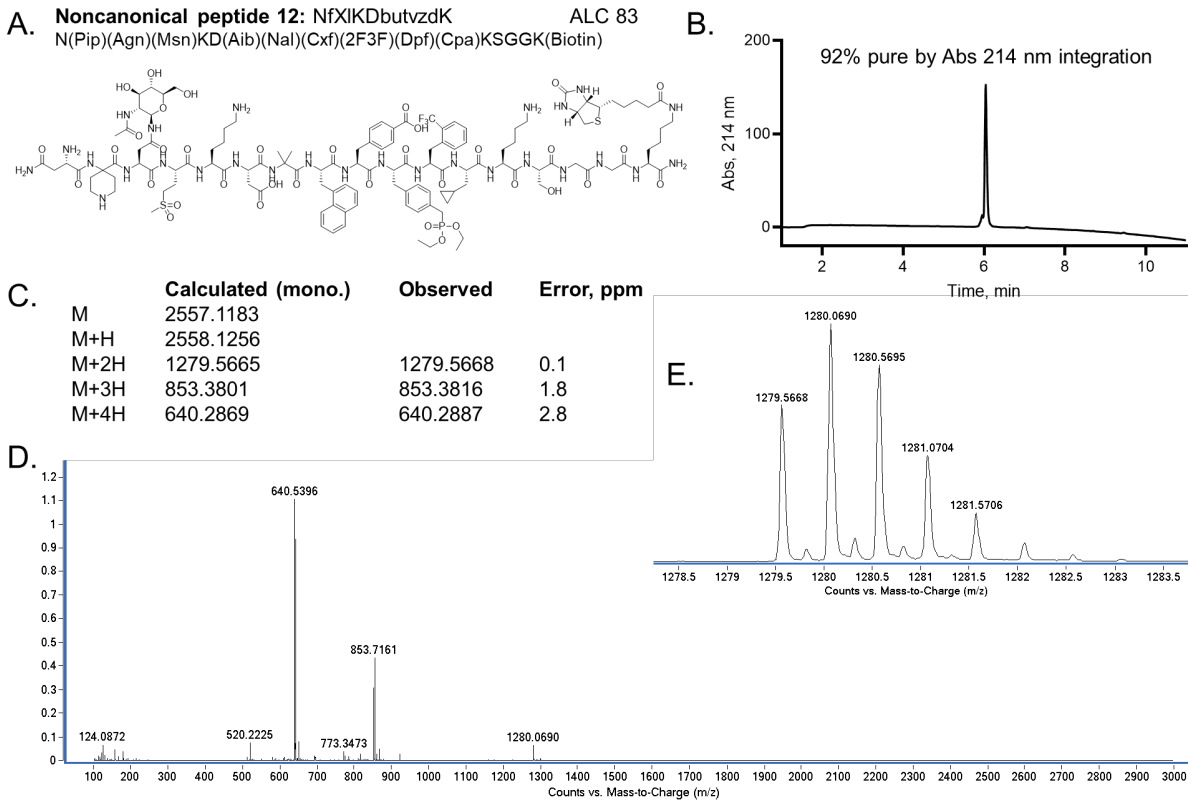 A.
Noncanonical peptide 12: NfXlKDbutvzdK ALC 83
N(Pip)(Agn)(Msn)KD(Aib)(Nal)(Cxf)(2F3F)(Dpf)(Cpa)KSGGK(Biotin)
B.
92% pure by Abs 214 nm integration
200
100
0
Abs, 214 nm
2 4 6 8 10
Time, min
C.
Calculated (mono.) Observed Error, ppm
M 2557.1183
M+H 2558.1256
M+2H 1279.5665 1279.5668 0.1
M+3H 853.3801 853.3816 1.8
M+4H 640.2869 640.2887 2.8
D.
1.2
1.1
1
0.9
0.8
0.7
0.6
0.5
0.4
0.3
0.2
0.1
0
640.5396
853.7161
124.0872
520.2225
773.3473
1280.0690
100 200 300 400 500 600 700 800 900 1000 1100 1200 1300 1400 1500 1600 1700 1800 1900 2000 2100 2200 2300 2400 2500 2600 2700 2800 2900 3000
Counts vs. Mass-to-Charge (m/z)
E.
1280.0690
1280.5695
1279.5668
1281.0704
1281.5706
1278.5 1279 1279.5 1280 1280.5 1281 1281.5 1282 1282.5 1283 1283.5
Counts vs. Mass-to-Charge (m/z)